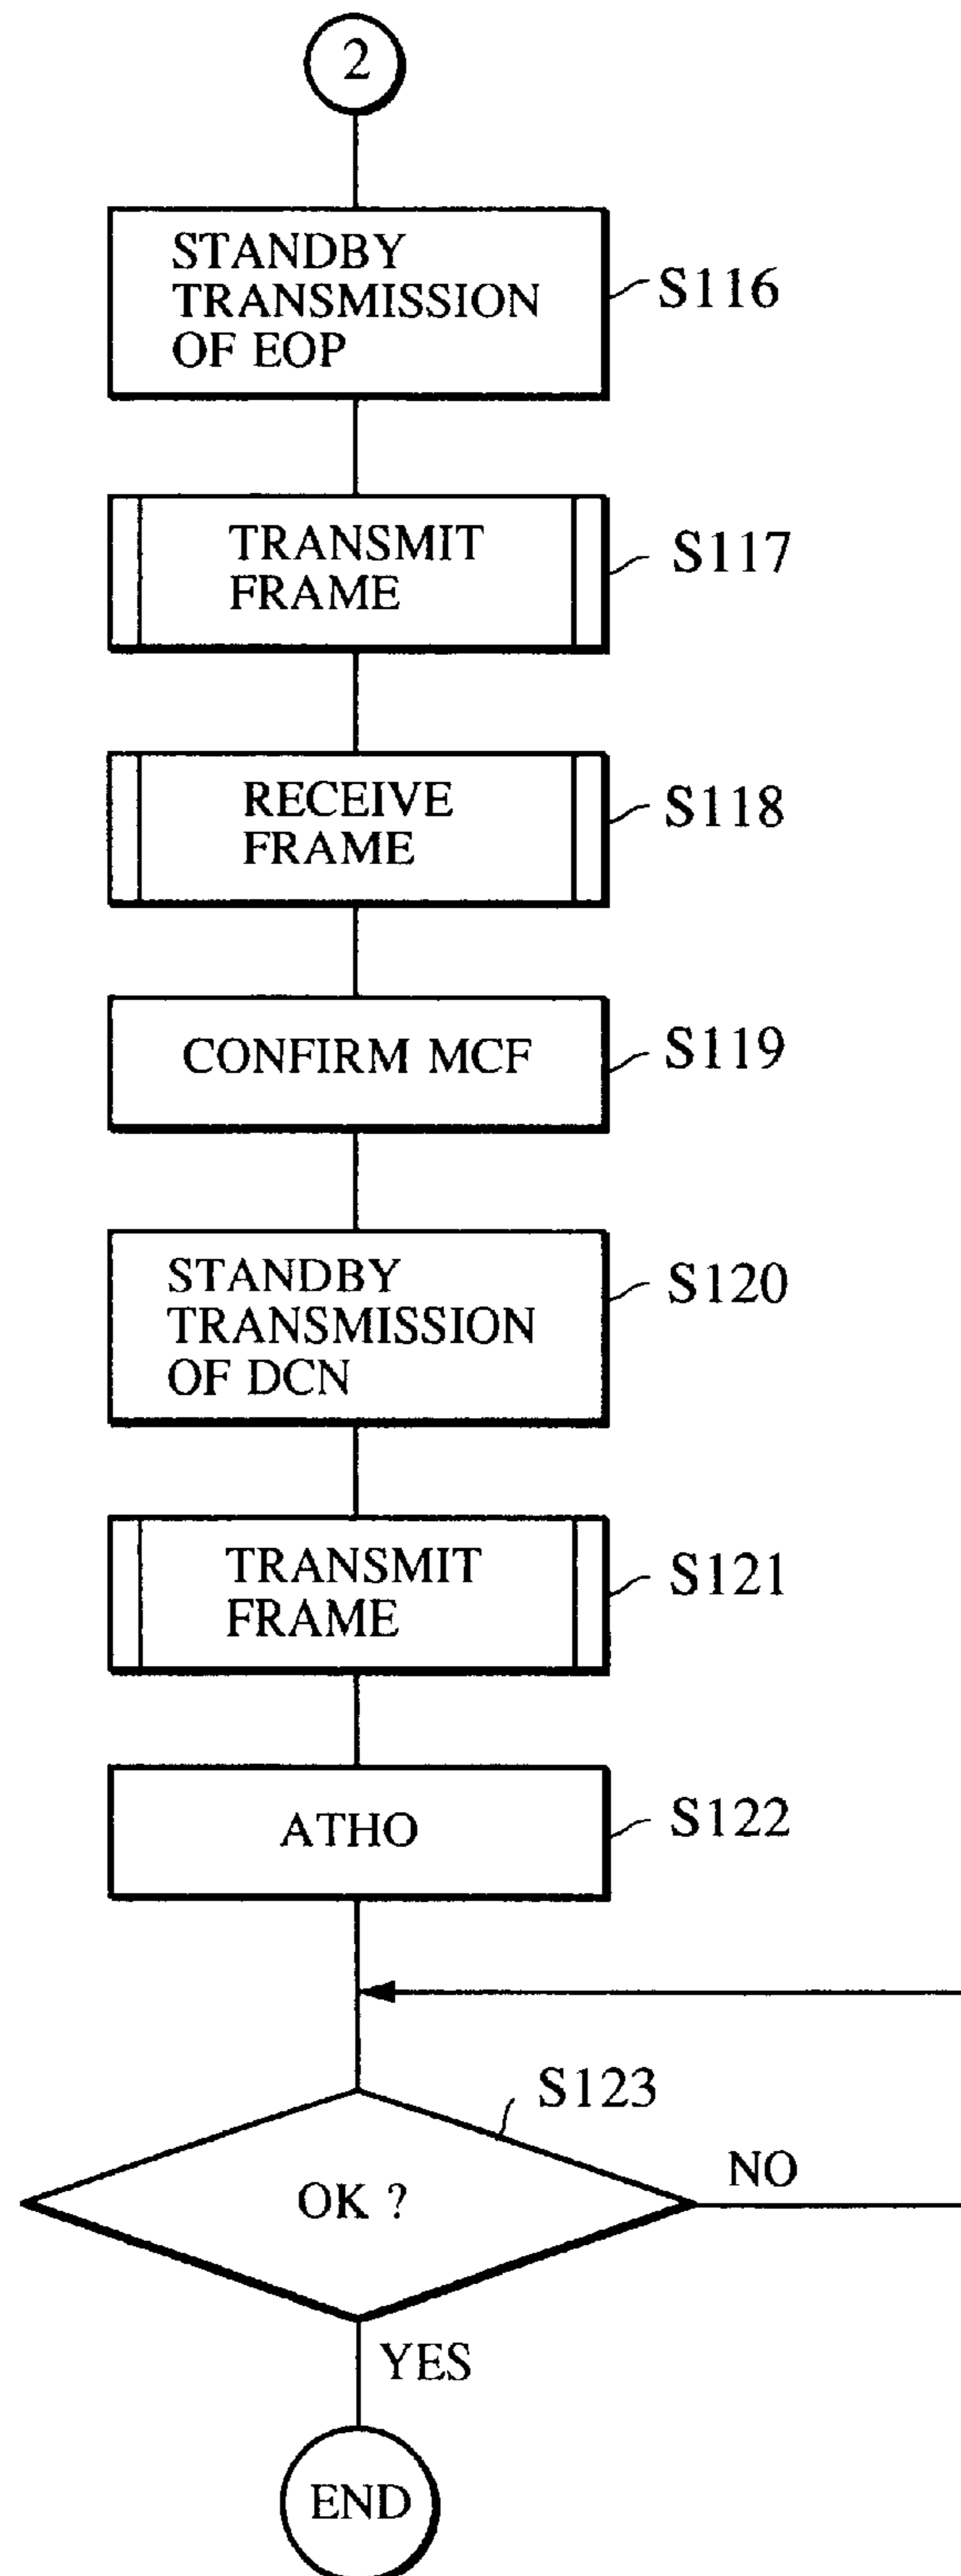 2
STANDBY
TRANSMISSION
OF EOP
S116
TRANSMIT
FRAME
S117
RECEIVE
FRAME
S118
CONFIRM MCF
S119
STANDBY
TRANSMISSION
OF DCN
S120
TRANSMIT
FRAME
S121
ATHO
S122
S123
OK ?
NO
YES
END